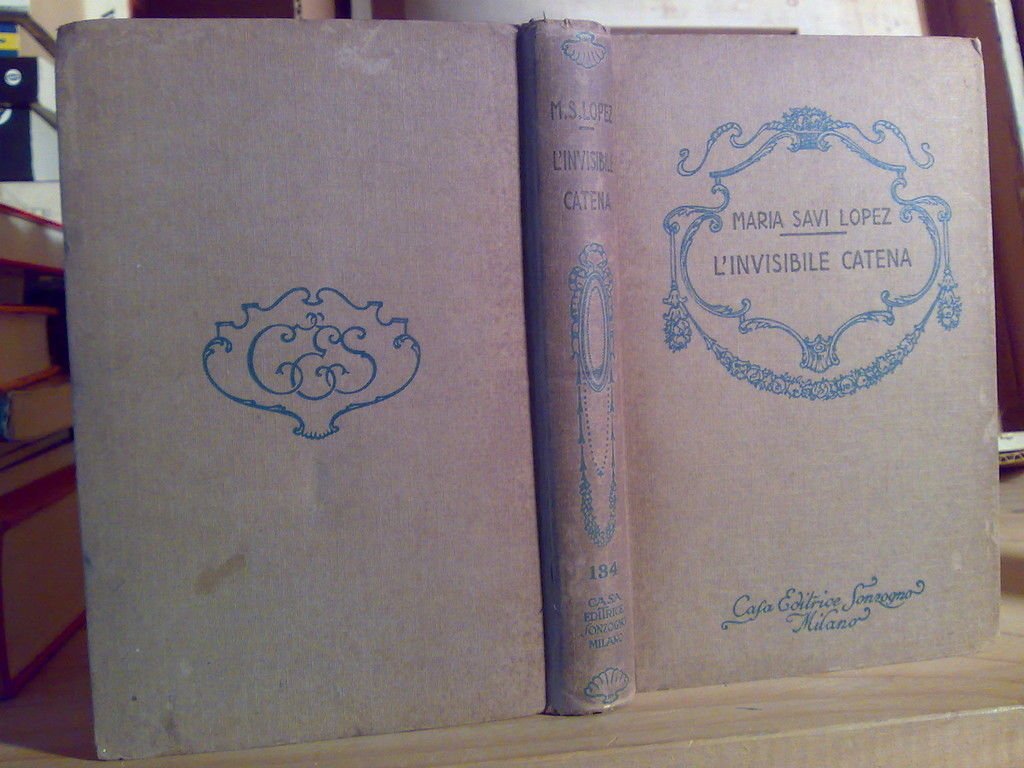 M.S. LOPEZ
L'INVISIBILE
CATENA
134
CASA
EDITRICE
SONZOGNO
MILANO
MARIA SAVI LOPEZ
L'INVISIBILE CATENA
Casa Editrice Sonzogno
Milano